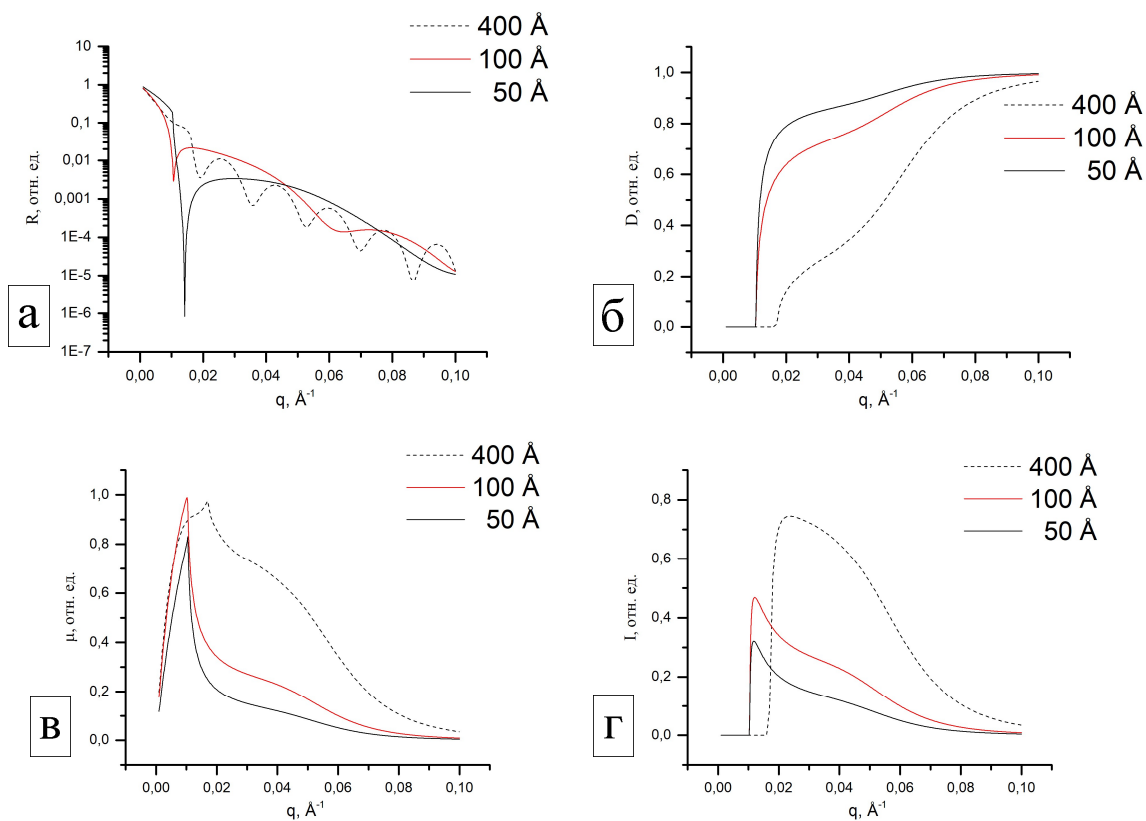 400 Å
100 Å
50 Å
10
1
0,1
0,01
0,001
1E-4
1E-5
1E-6
1E-7
R, отн. ед.
0,00 0,02 0,04 0,06 0,08 0,10
q, Å⁻¹
а
400 Å
100 Å
50 Å
1,0
0,8
0,6
0,4
0,2
0,0
D, отн. ед.
0,00 0,02 0,04 0,06 0,08 0,10
q, Å⁻¹
б
400 Å
100 Å
50 Å
1,0
0,8
0,6
0,4
0,2
0,0
μ, отн. ед.
0,00 0,02 0,04 0,06 0,08 0,10
q, Å⁻¹
в
400 Å
100 Å
50 Å
0,8
0,6
0,4
0,2
0,0
I, отн. ед.
0,00 0,02 0,04 0,06 0,08 0,10
q, Å⁻¹
г